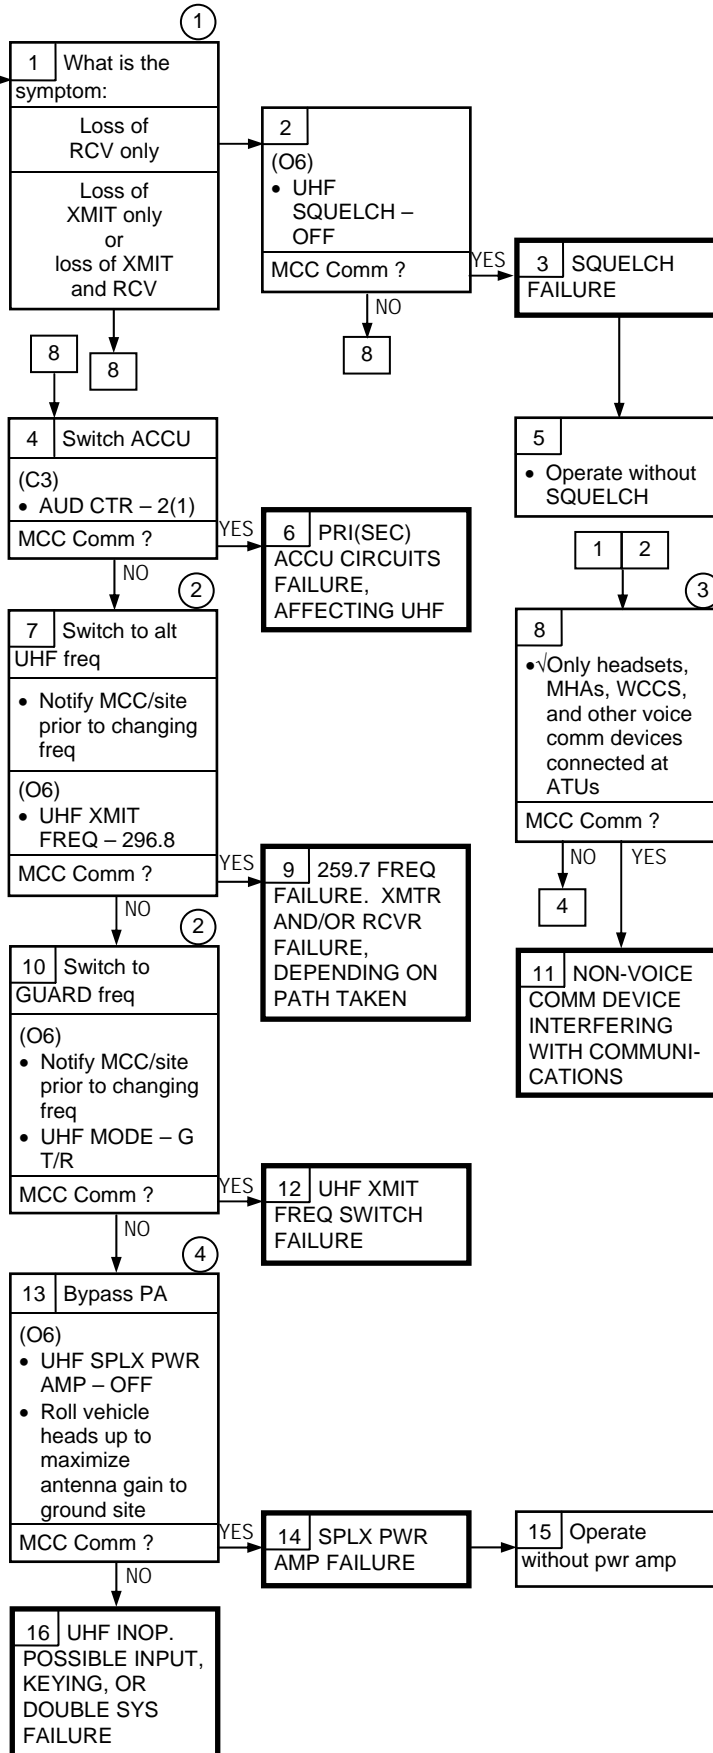 1
1 What is the
symptom:
Loss of
RCV only
Loss of
XMIT only
or
loss of XMIT
and RCV
8
2
(O6)
• UHF
SQUELCH –
OFF
MCC Comm ?
YES
NO
8
3 SQUELCH
FAILURE
5
• Operate without
SQUELCH
8
4 Switch ACCU
(C3)
• AUD CTR – 2(1)
MCC Comm ?
YES
NO
6 PRI(SEC)
ACCU CIRCUITS
FAILURE,
AFFECTING UHF
2
7 Switch to alt
UHF freq
• Notify MCC/site
prior to changing
freq
(O6)
• UHF XMIT
FREQ – 296.8
MCC Comm ?
YES
NO
1 2
3
8
•√Only headsets,
MHAs, WCCS,
and other voice
comm devices
connected at
ATUs
MCC Comm ?
NO
YES
4
9 259.7 FREQ
FAILURE. XMTR
AND/OR RCVR
FAILURE,
DEPENDING ON
PATH TAKEN
11 NON-VOICE
COMM DEVICE
INTERFERING
WITH COMMUNI-
CATIONS
2
10 Switch to
GUARD freq
(O6)
• Notify MCC/site
prior to changing
freq
• UHF MODE – G
T/R
MCC Comm ?
YES
NO
12 UHF XMIT
FREQ SWITCH
FAILURE
4
13 Bypass PA
(O6)
• UHF SPLX PWR
AMP – OFF
• Roll vehicle
heads up to
maximize
antenna gain to
ground site
MCC Comm ?
YES
NO
14 SPLX PWR
AMP FAILURE
15 Operate
without pwr amp
16 UHF INOP.
POSSIBLE INPUT,
KEYING, OR
DOUBLE SYS
FAILURE